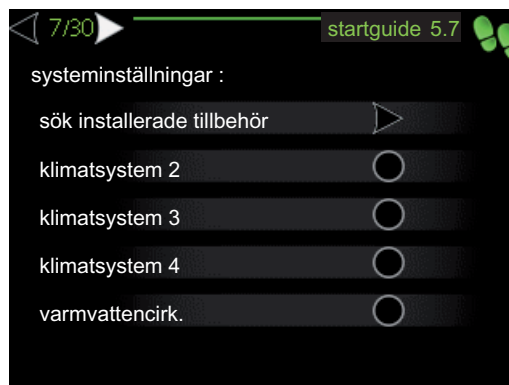 7/30 startguide 5.7
systeminställningar :
sök installerade tillbehör
klimatsystem 2
klimatsystem 3
klimatsystem 4
varmvattencirk.